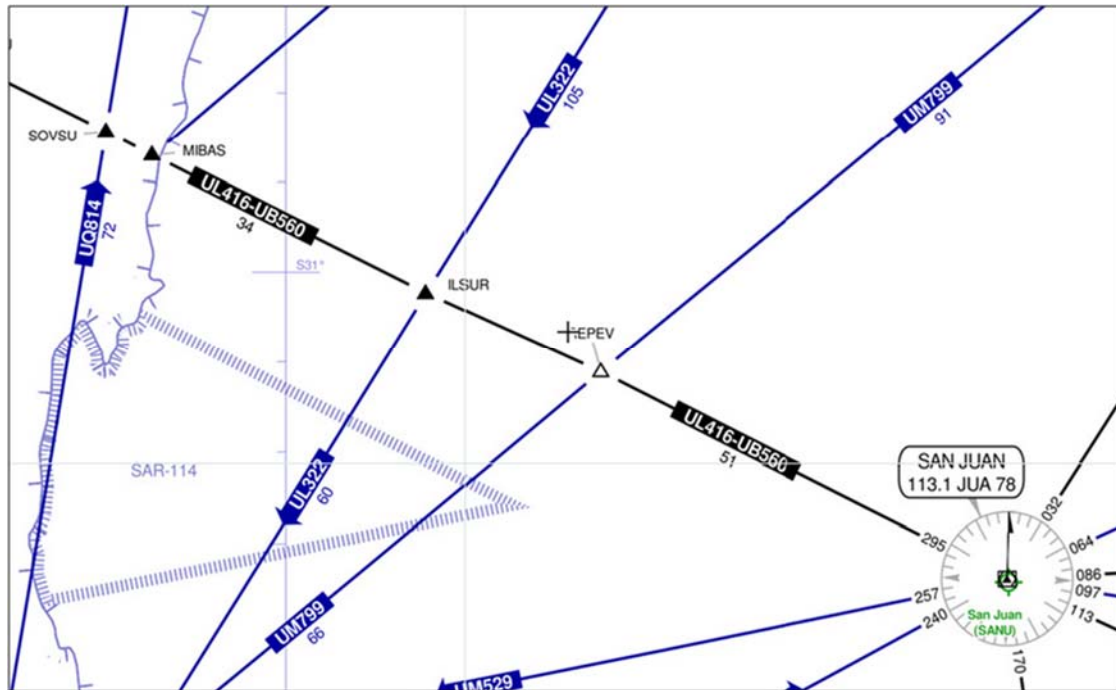 UL322
105
UM799
91
SOVSU
MIBAS
UL416-UB560
34
UQ814
72
S31°
ILSUR
EPEV
UL416-UB560
51
SAR-114
UL322
60
SAN JUAN
113.1 JUA 78
032
295
064
086
097
257
240
113
San Juan
(SANU)
170
UM799
66
UM529